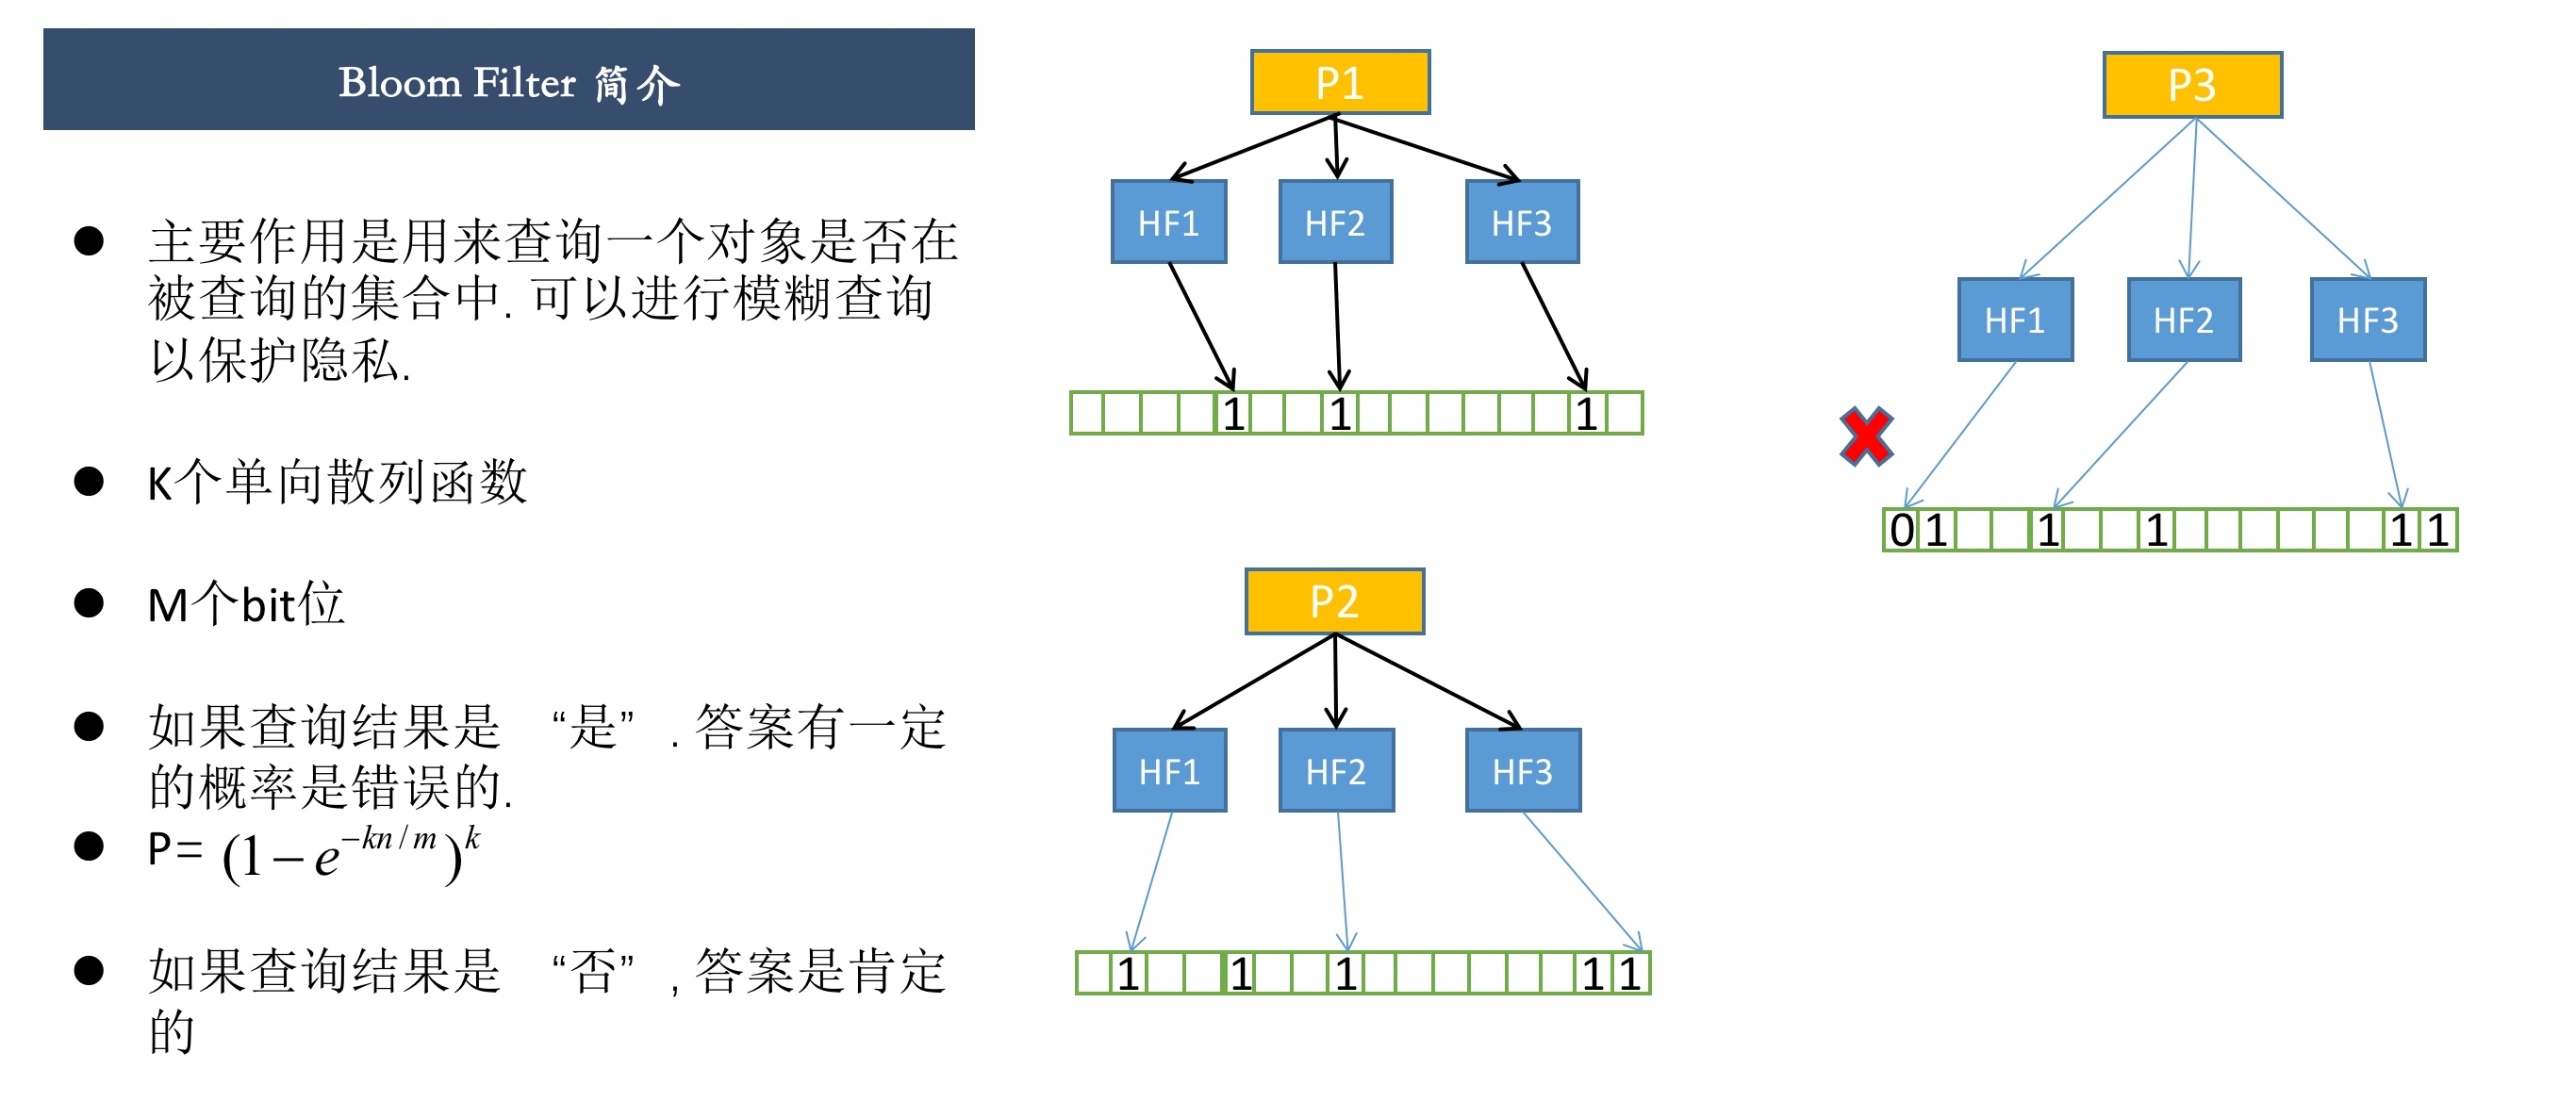 Bloom Filter 简介
主要作用是用来查询一个对象是否在
被查询的集合中. 可以进行模糊查询
以保护隐私.
K个单向散列函数
M个bit位
如果查询结果是 “是” . 答案有一定
的概率是错误的.
P= (1−e^{−kn/m})^k
如果查询结果是 “否” , 答案是肯定
的
P1
HF1 HF2 HF3
1 1 1
P2
HF1 HF2 HF3
1 1 1 1 1
P3
HF1 HF2 HF3
0 1 1 1 1 1